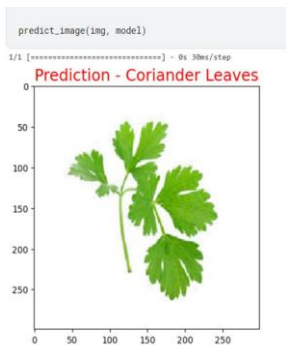 predict_image(img, model)
1/1 [==============================] - 0s 30ms/step
Prediction - Coriander Leaves
0
50
100
150
200
250
0 50 100 150 200 250